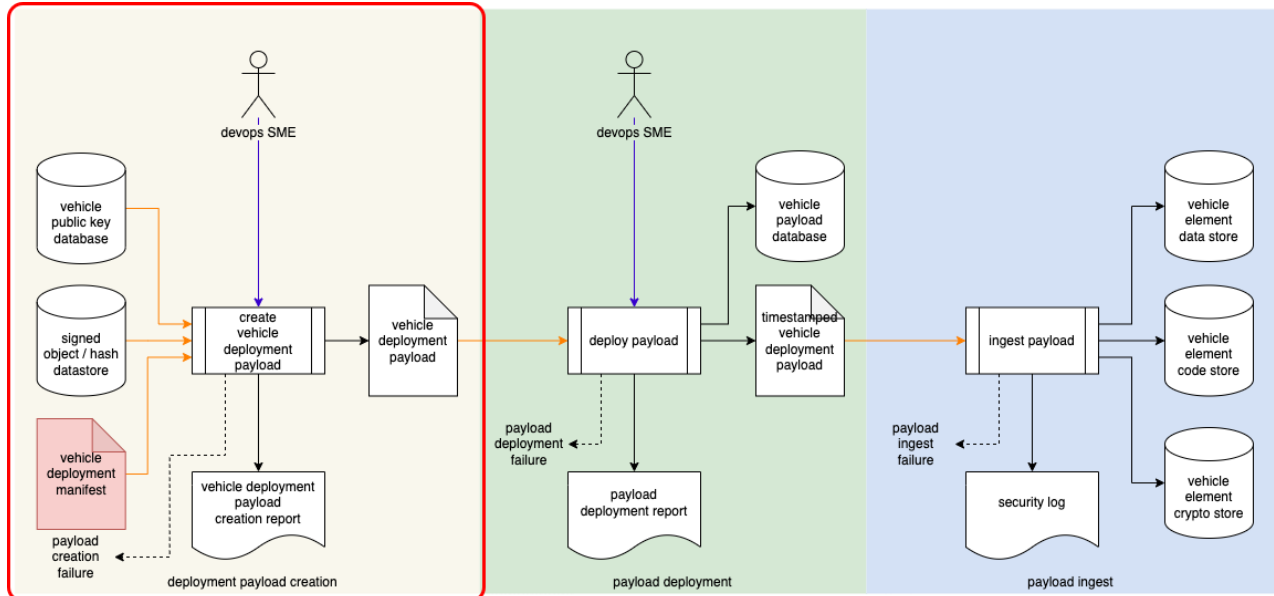 devops SME
vehicle
public key
database
signed
object / hash
datastore
vehicle
deployment
manifest
create
vehicle
deployment
payload
vehicle
deployment
payload
vehicle deployment
payload
creation report
payload
creation
failure
deployment payload creation
devops SME
vehicle
payload
database
deploy payload
timestamped
vehicle
deployment
payload
payload
deployment
failure
payload
deployment report
payload deployment
vehicle
element
data store
ingest payload
vehicle
element
code store
payload
ingest
failure
security log
vehicle
element
crypto store
payload ingest